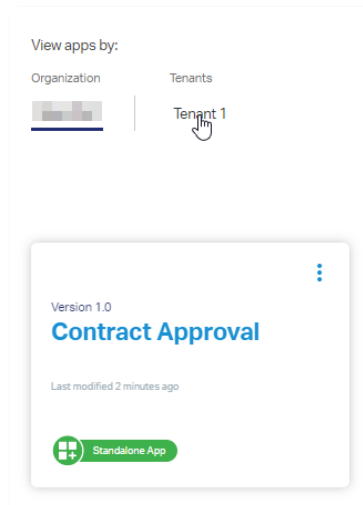 View apps by:
Organization Tenants
Tenant 1
Version 1.0
Contract Approval
Last modified 2 minutes ago
Standalone App